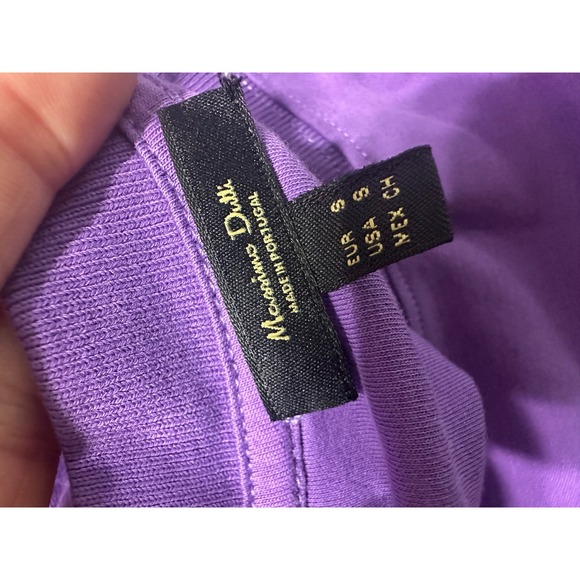 Massimo Dutti
MADE IN PORTUGAL
EUR S
USA S
MEX CH